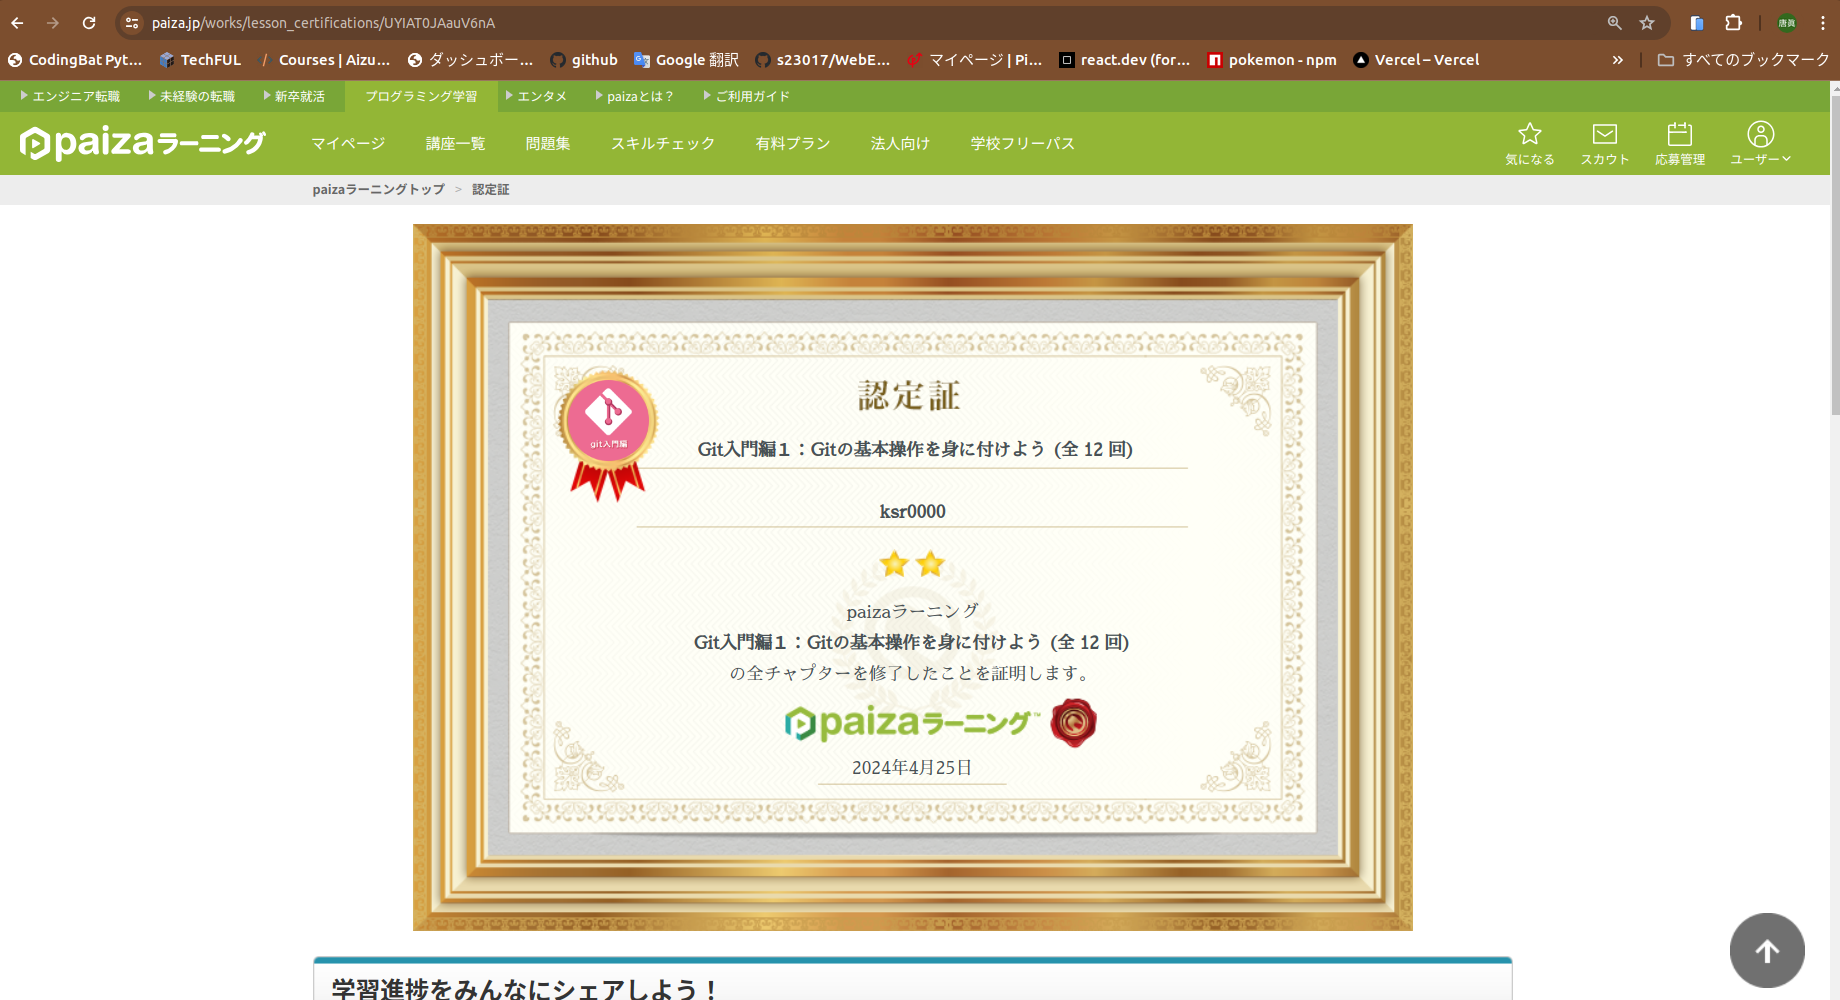 paiza.jp/works/lesson_certifications/UYIAT0JAauV6nA
唐眞
CodingBat Pyt...
TechFUL
Courses | Aizu...
ダッシュボー...
github
Google 翻訳
s23017/WebE...
マイページ | Pi...
react.dev (for...
pokemon - npm
Vercel – Vercel
»
すべてのブックマーク
エンジニア転職
未経験の転職
新卒就活
プログラミング学習
エンタメ
paizaとは？
ご利用ガイド
paizaラーニング
マイページ
講座一覧
問題集
スキルチェック
有料プラン
法人向け
学校フリーパス
気になる
スカウト
応募管理
ユーザー
paizaラーニングトップ > 認定証
認定証
git入門編
Git入門編１：Gitの基本操作を身に付けよう (全 12 回)
ksr0000
paizaラーニング
Git入門編１：Gitの基本操作を身に付けよう (全 12 回)
の全チャプターを修了したことを証明します。
paizaラーニング™
2024年4月25日
学習進捗をみんなにシェアしよう！